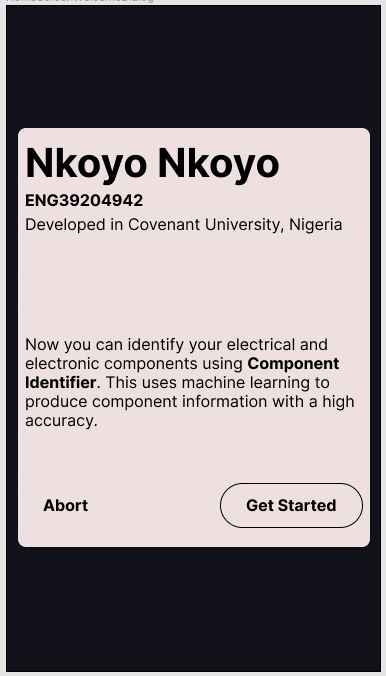 Nkoyo Nkoyo
ENG39204942
Developed in Covenant University, Nigeria
Now you can identify your electrical and
electronic components using Component
Identifier. This uses machine learning to
produce component information with a high
accuracy.
Abort
Get Started